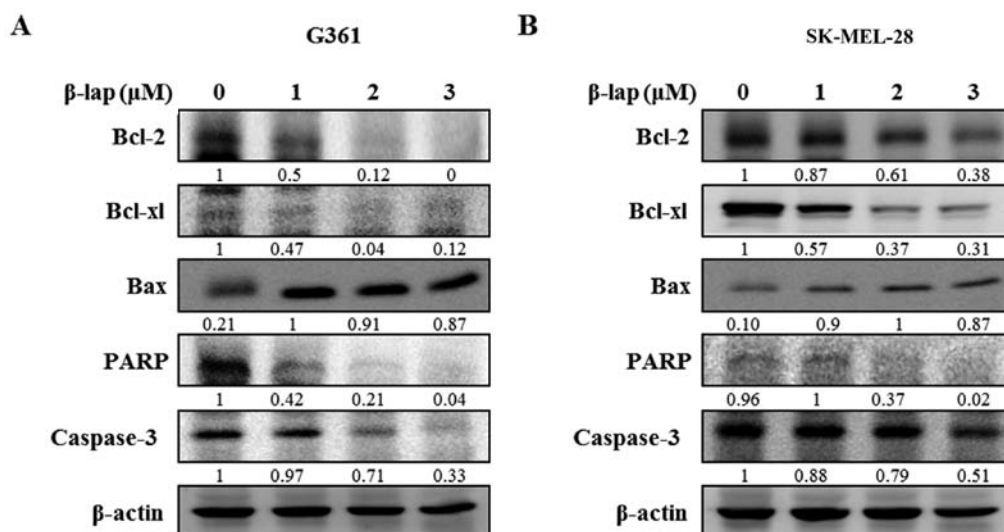 A
G361
β-lap (μM) 0 1 2 3
Bcl-2
1 0.5 0.12 0
Bcl-xl
1 0.47 0.04 0.12
Bax
0.21 1 0.91 0.87
PARP
1 0.42 0.21 0.04
Caspase-3
1 0.97 0.71 0.33
β-actin
B
SK-MEL-28
β-lap (μM) 0 1 2 3
Bcl-2
1 0.87 0.61 0.38
Bcl-xl
1 0.57 0.37 0.31
Bax
0.10 0.9 1 0.87
PARP
0.96 1 0.37 0.02
Caspase-3
1 0.88 0.79 0.51
β-actin